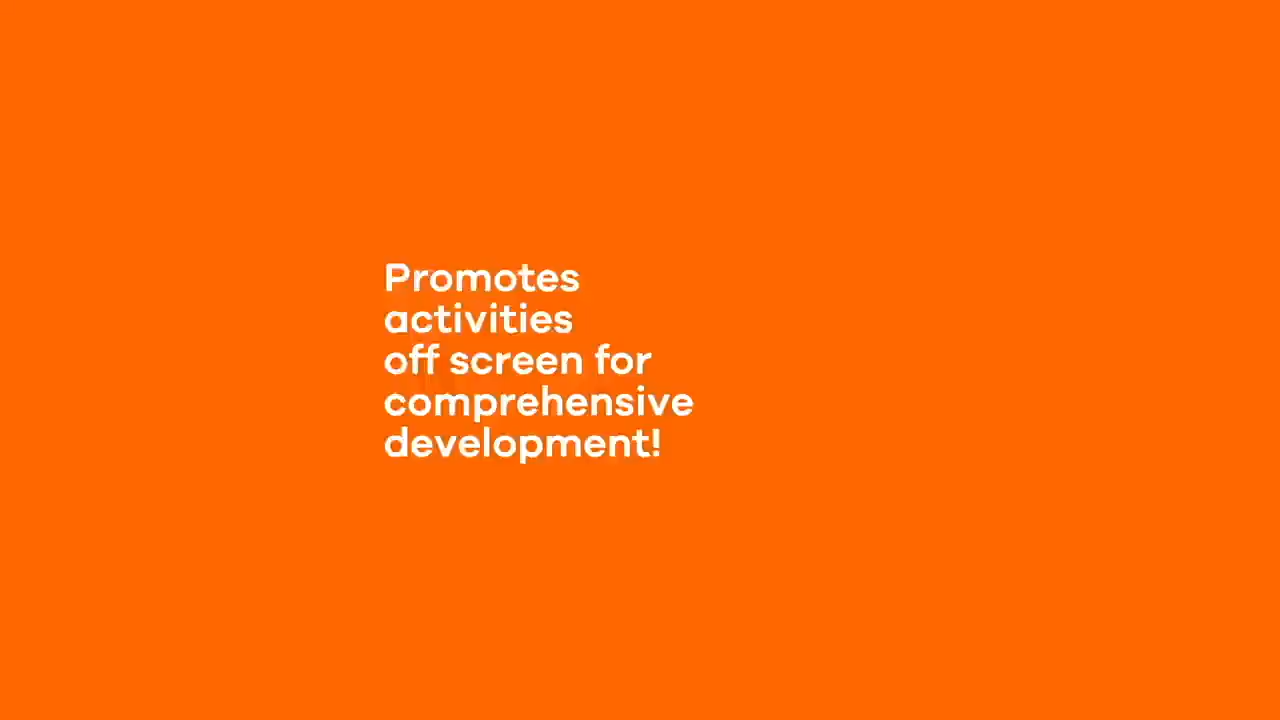 Promotes
activities
off screen for
comprehensive
development!